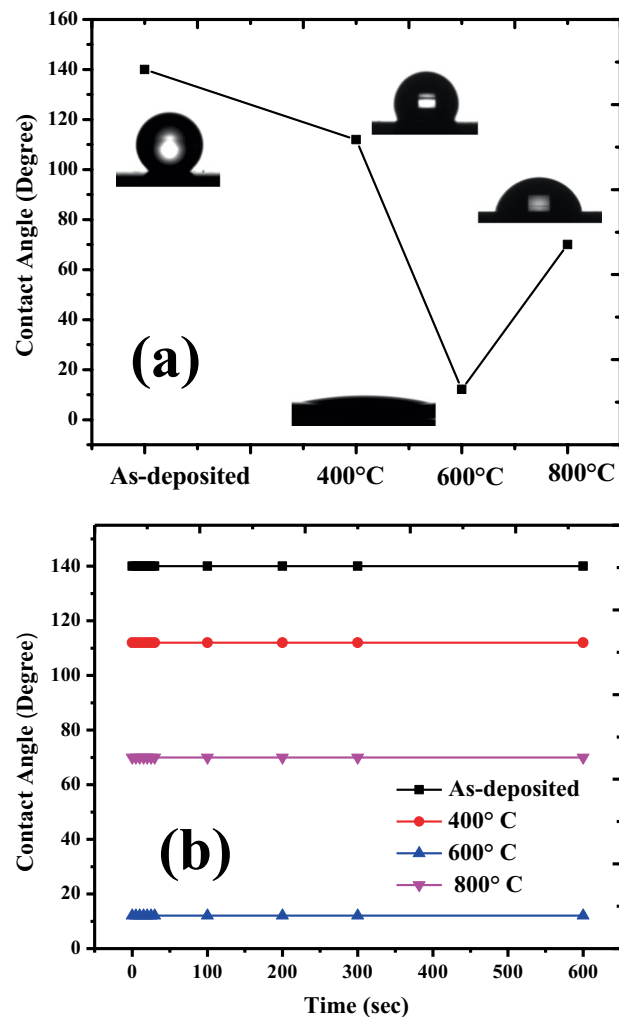 160
140
120
100
80
60
40
20
0
Contact Angle (Degree)
(a)
As-deposited 400°C 600°C 800°C
140
120
100
80
60
40
20
0
Contact Angle (Degree)
As-deposited
400° C
600° C
800° C
(b)
0 100 200 300 400 500 600
Time (sec)